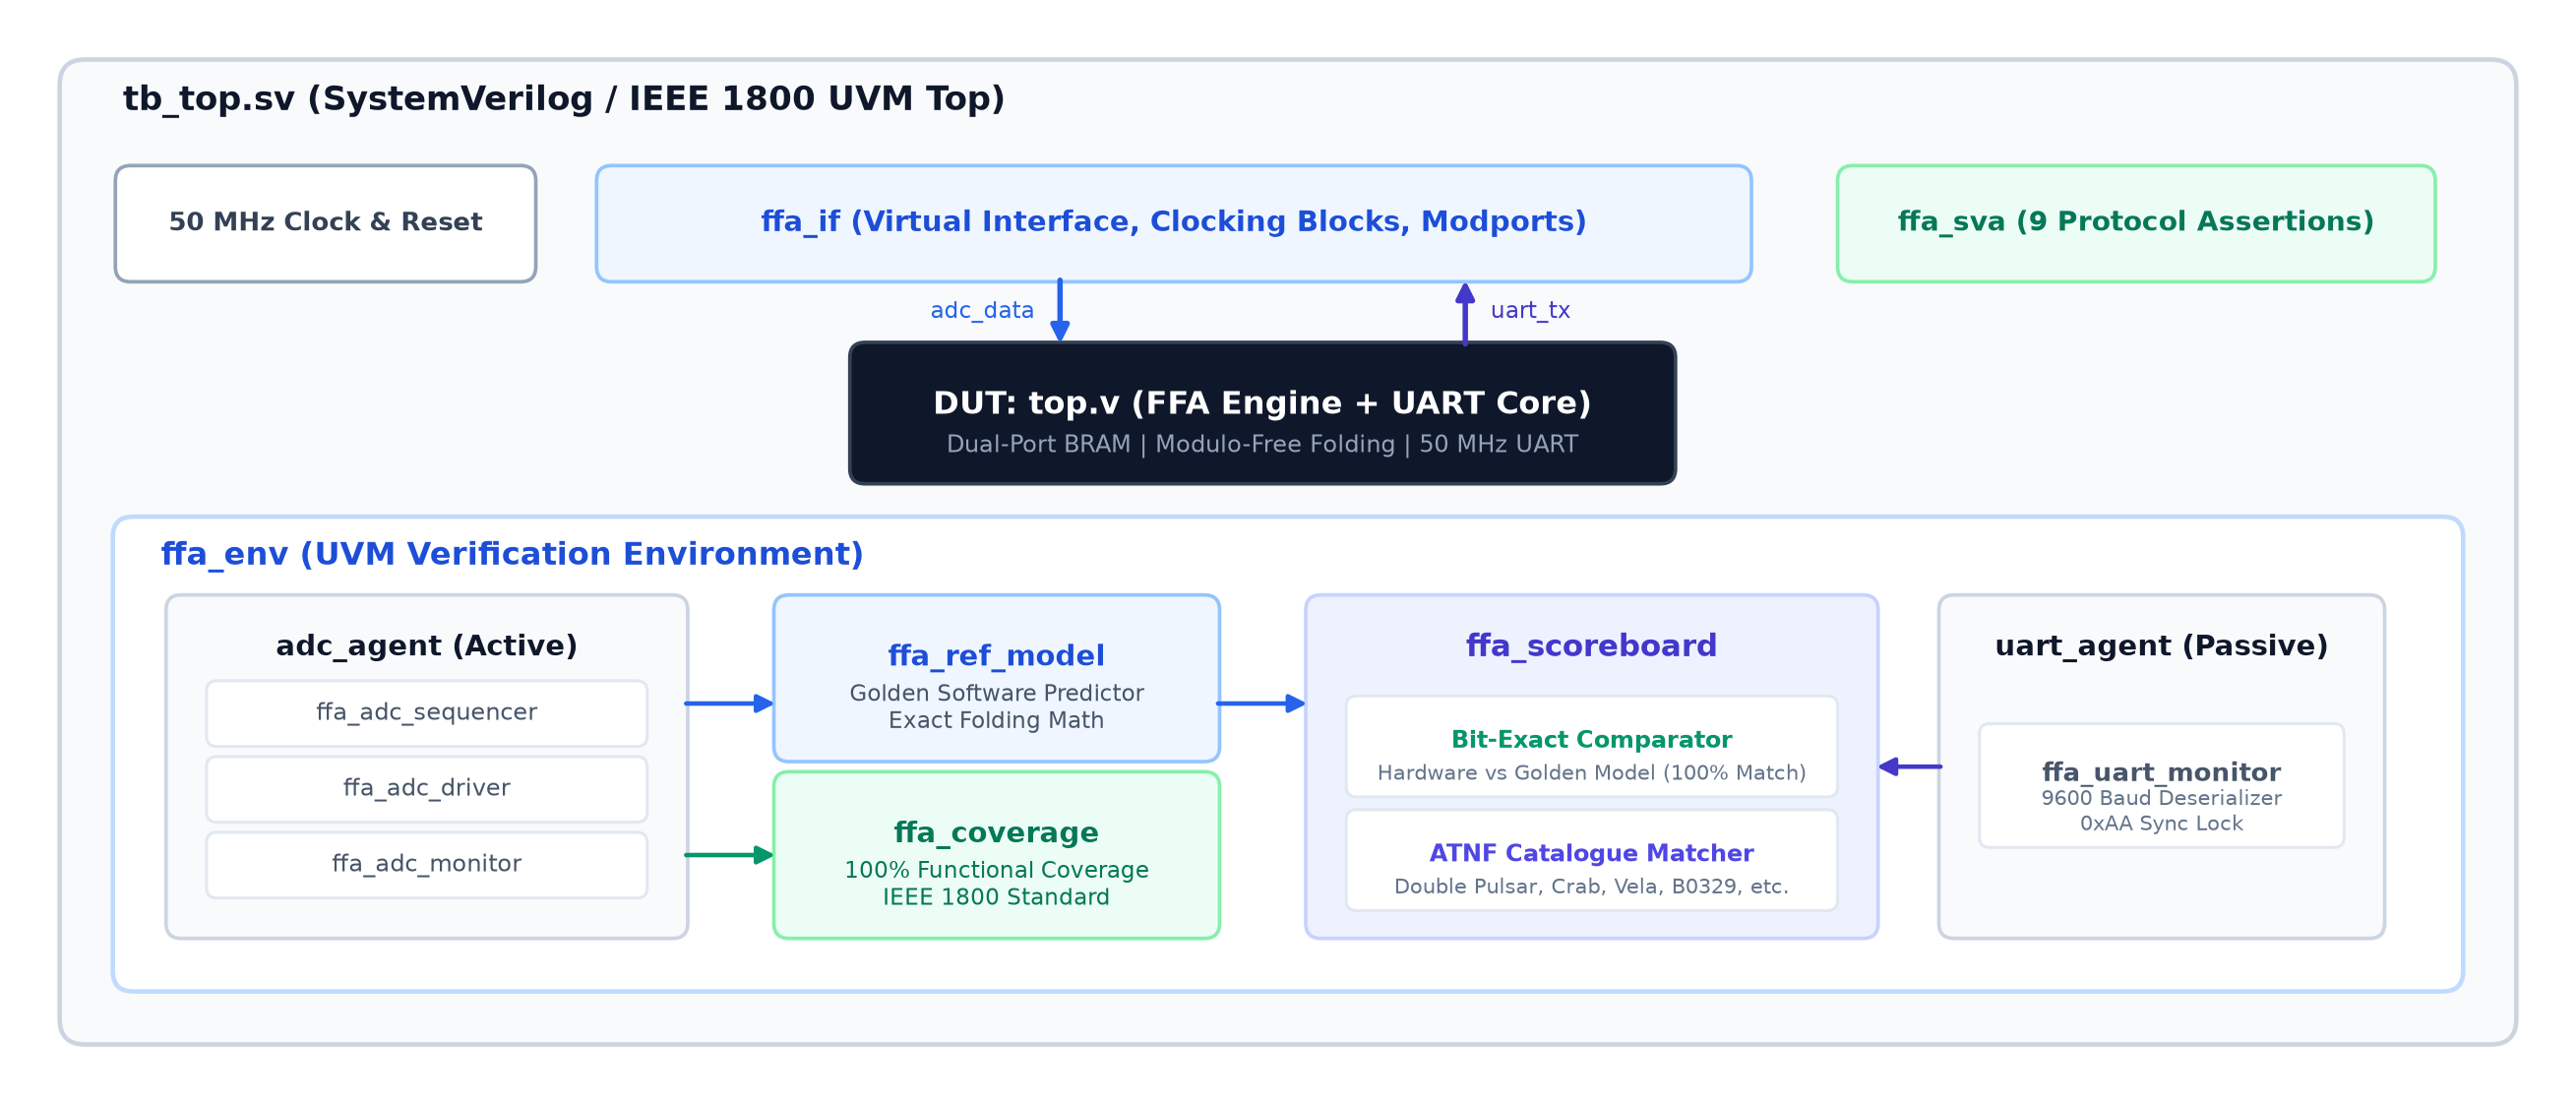 tb_top.sv (SystemVerilog / IEEE 1800 UVM Top)
50 MHz Clock & Reset
ffa_if (Virtual Interface, Clocking Blocks, Modports)
ffa_sva (9 Protocol Assertions)
adc_data
uart_tx
DUT: top.v (FFA Engine + UART Core)
Dual-Port BRAM | Modulo-Free Folding | 50 MHz UART
ffa_env (UVM Verification Environment)
adc_agent (Active)
ffa_adc_sequencer
ffa_adc_driver
ffa_adc_monitor
ffa_ref_model
Golden Software Predictor
Exact Folding Math
ffa_coverage
100% Functional Coverage
IEEE 1800 Standard
ffa_scoreboard
Bit-Exact Comparator
Hardware vs Golden Model (100% Match)
ATNF Catalogue Matcher
Double Pulsar, Crab, Vela, B0329, etc.
uart_agent (Passive)
ffa_uart_monitor
9600 Baud Deserializer
0xAA Sync Lock